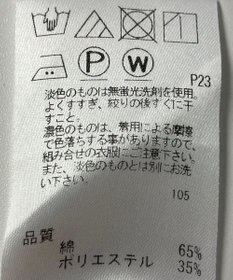 P W
P23
淡色のものは無蛍光洗剤を使用。
よくすすぎ、絞りの後すぐに干
すこと。
濃色のものは、着用による摩擦
で色落ちする事がありますので、
組み合せの衣服にご注意下さい。
また、淡色のものとは別にお洗
い下さい。
105
品質
綿 65%
ポリエステル 35%